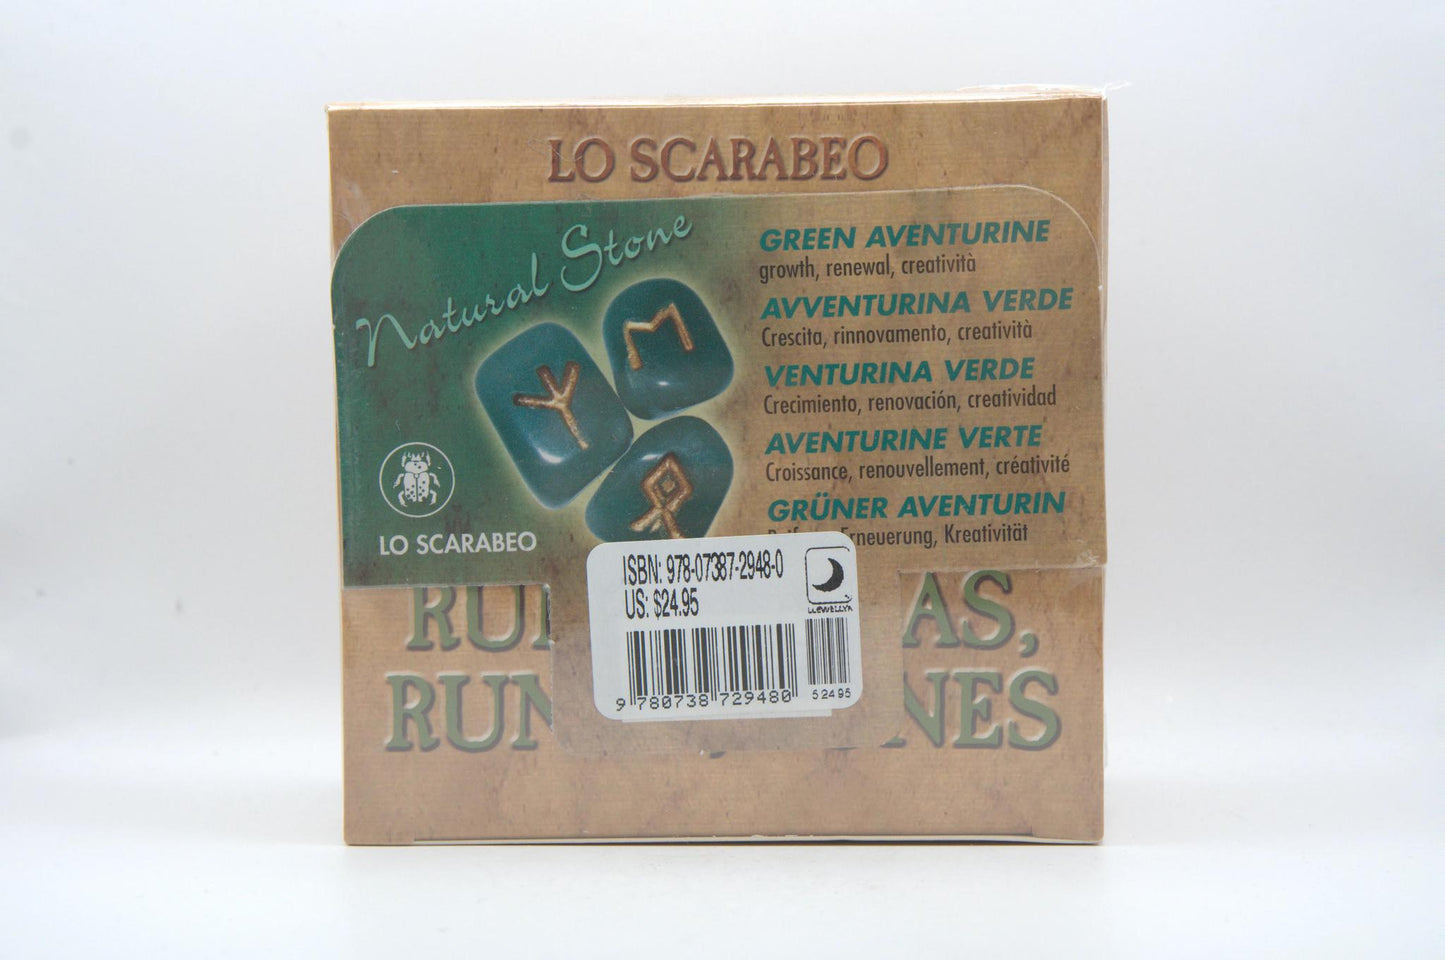 LO SCARABEO
Natural Stone
GREEN AVENTURINE
growth, renewal, creatività
AVVENTURINA VERDE
Crescita, rinnovamento, creatività
VENTURINA VERDE
Crecimiento, renovación, creatividad
AVENTURINE VERTE
Croissance, renouvellement, créativité
GRÜNER AVENTURIN
Erneuerung, Kreativität
LO SCARABEO
ISBN: 978-07387-2948-0
US: $24.95
LLEWELLYN
9 780738 729480
52495